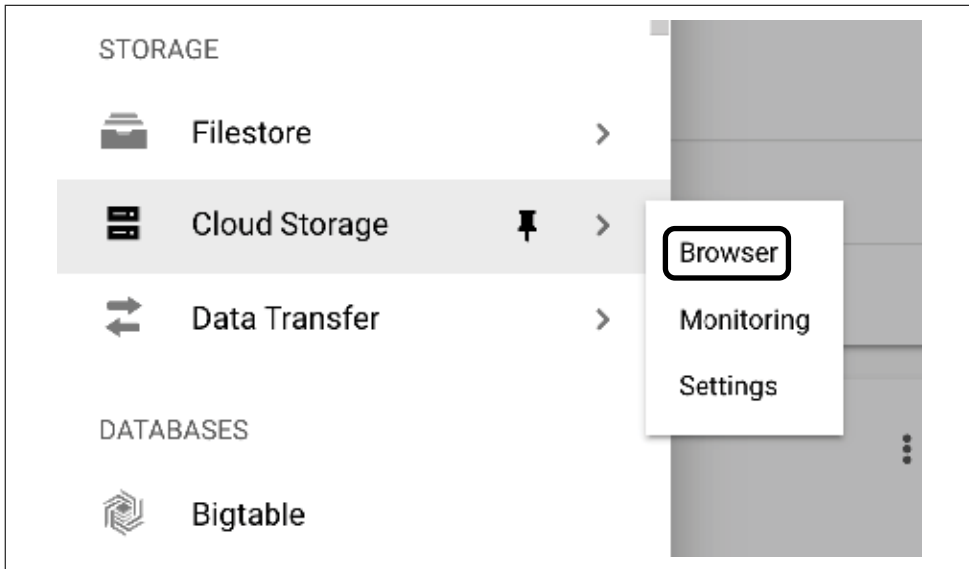 STORAGE
Filestore
Cloud Storage
Browser
Monitoring
Data Transfer
Settings
DATABASES
Bigtable